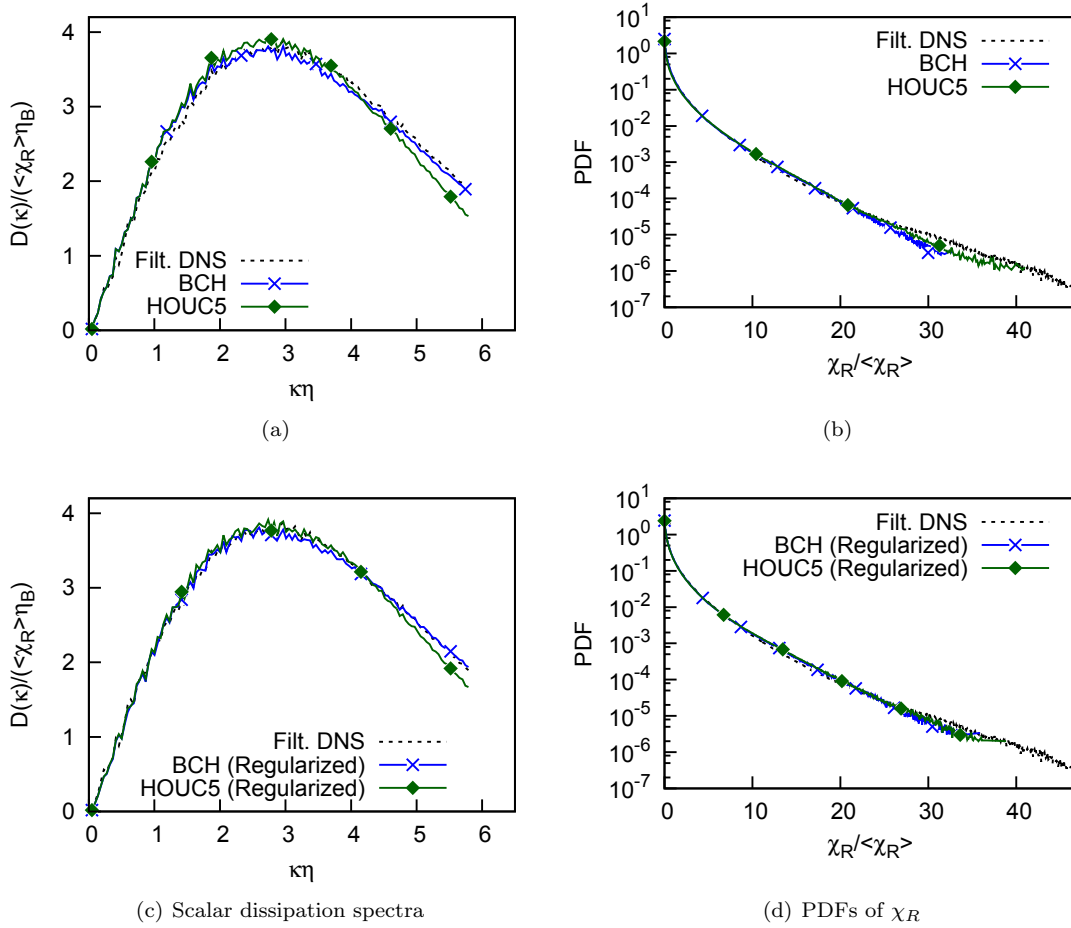 4
3
2
1
0
D(κ)/(<χR>ηB)
Filt. DNS
BCH
HOUC5
0 1 2 3 4 5 6
κη
(a)
10^1
10^0
10^-1
10^-2
10^-3
10^-4
10^-5
10^-6
10^-7
PDF
Filt. DNS
BCH
HOUC5
0 10 20 30 40
χR/<χR>
(b)
4
3
2
1
0
D(κ)/(<χR>ηB)
Filt. DNS
BCH (Regularized)
HOUC5 (Regularized)
0 1 2 3 4 5 6
κη
(c) Scalar dissipation spectra
10^1
10^0
10^-1
10^-2
10^-3
10^-4
10^-5
10^-6
10^-7
PDF
Filt. DNS
BCH (Regularized)
HOUC5 (Regularized)
0 10 20 30 40
χR/<χR>
(d) PDFs of χR